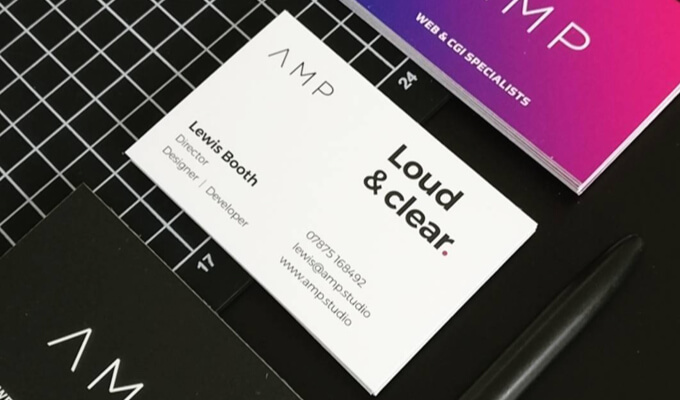 AMP
WEB & CGI SPECIALISTS
24
AMP
Lewis Booth
Director
Designer | Developer
Loud
& clear.
07875 168492
lewis@amp.studio
www.amp.studio
17
AM